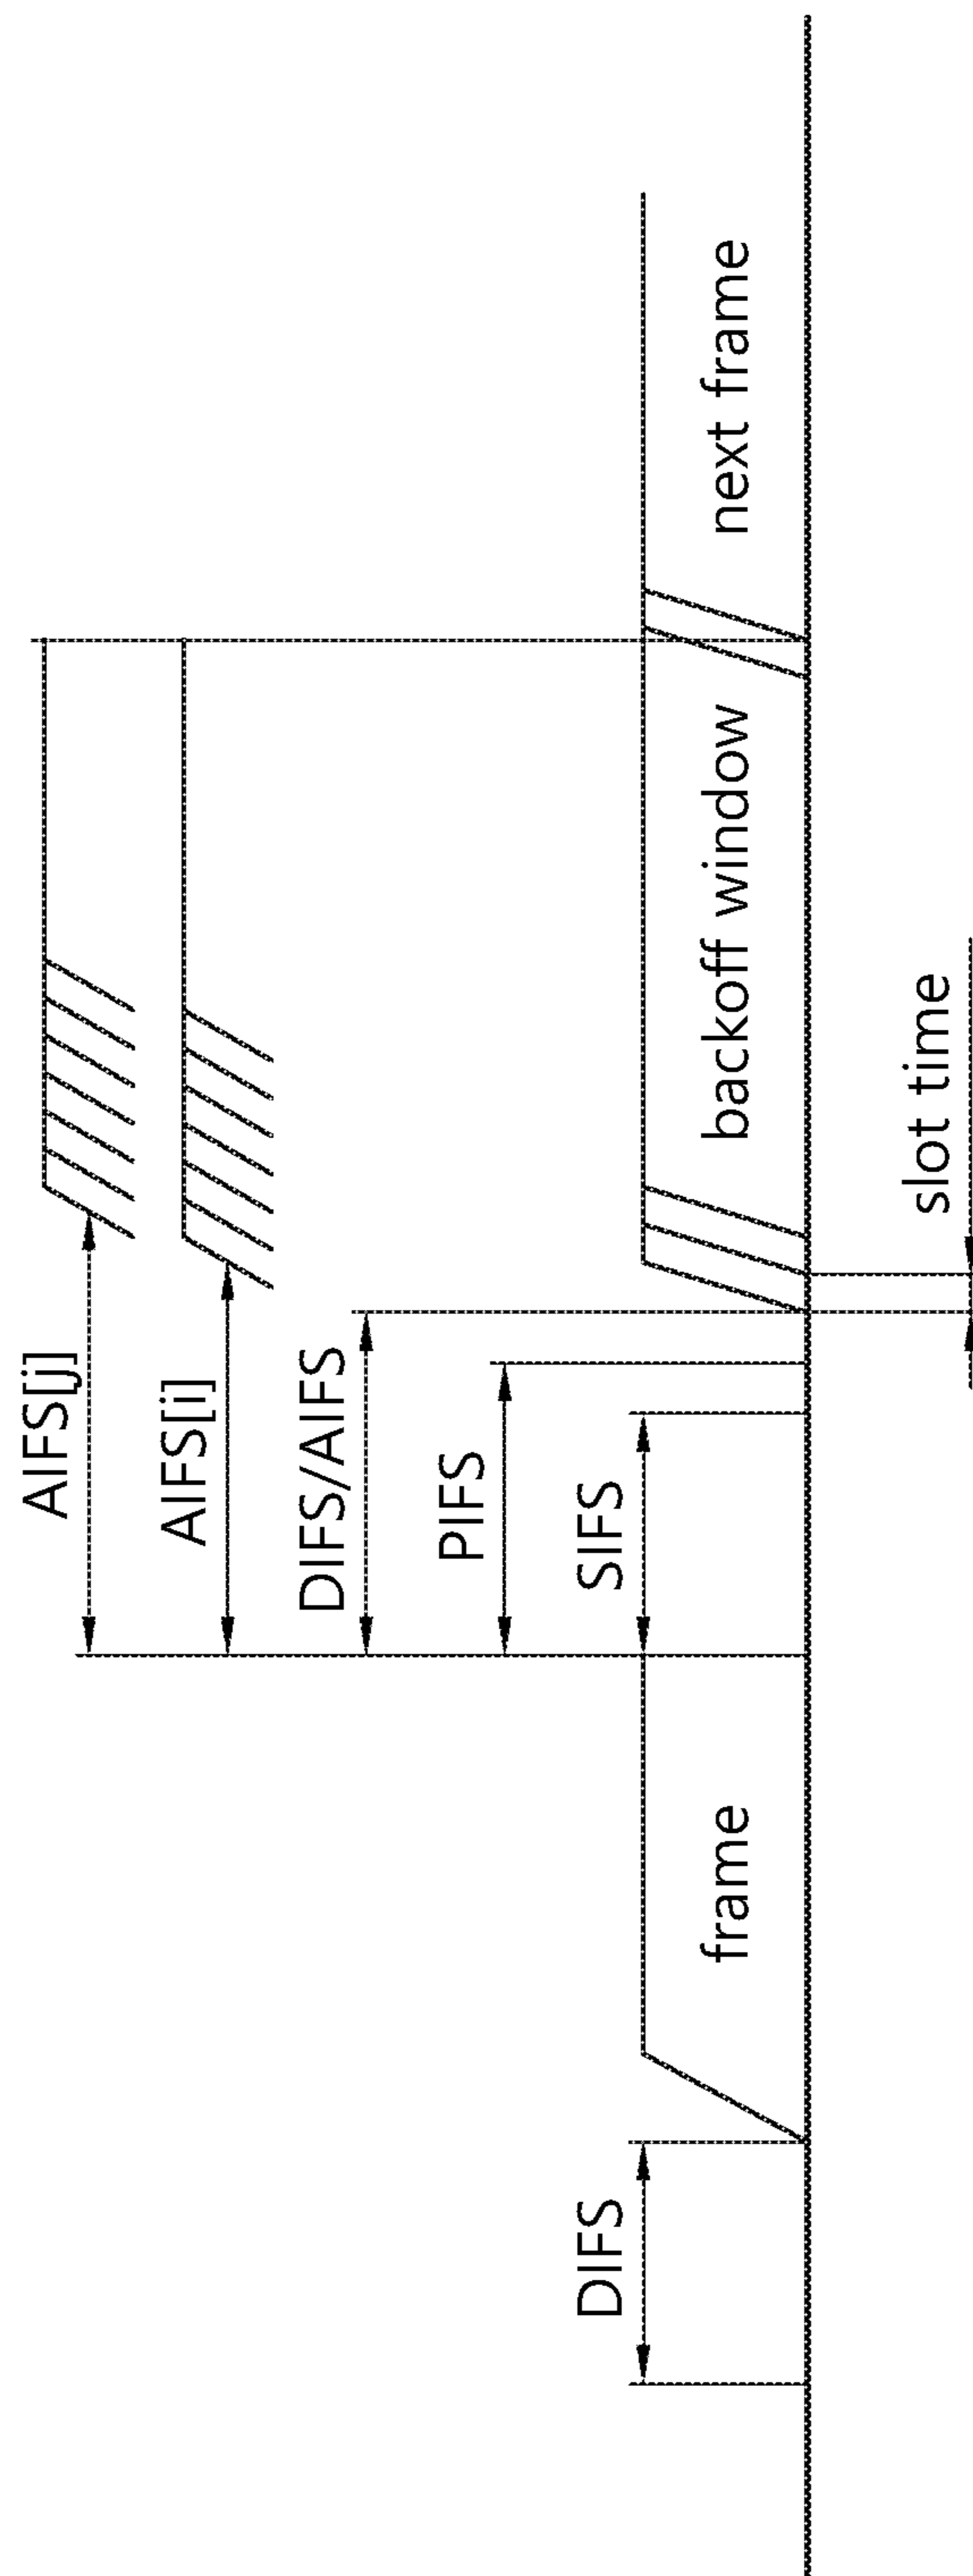 AIFS[j]
AIFS[i]
DIFS/AIFS
PIFS
DIFS
SIFS
frame
backoff window
next frame
slot time